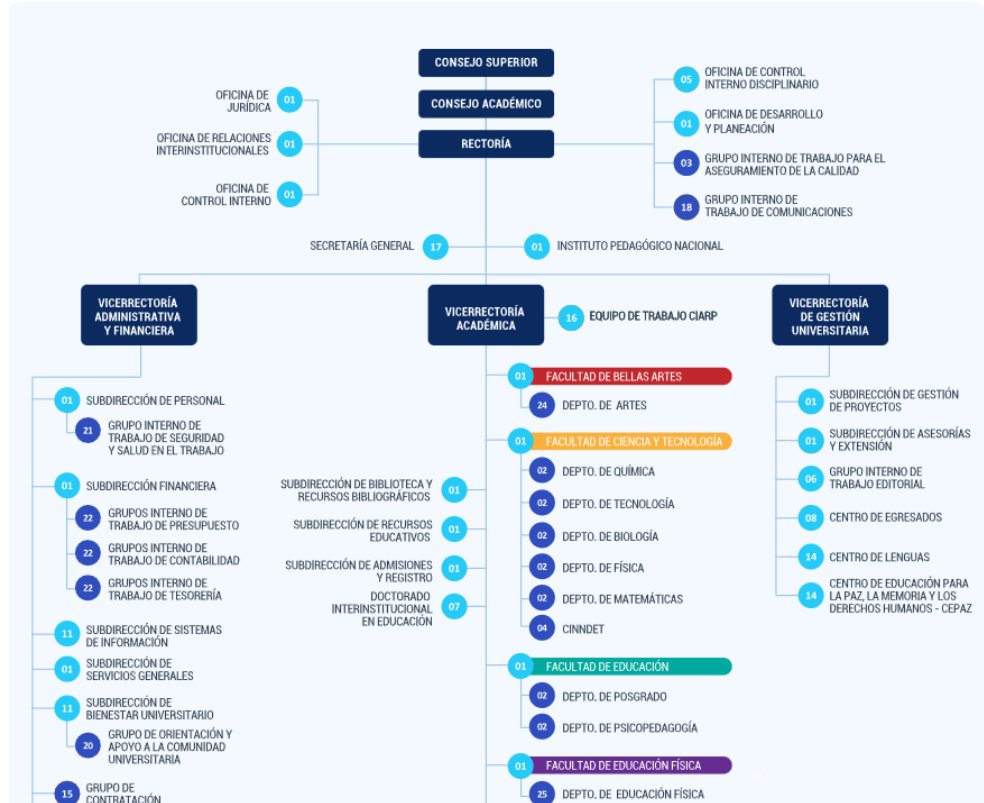 CONSEJO SUPERIOR
CONSEJO ACADÉMICO
RECTORÍA
OFICINA DE
JURÍDICA
01
OFICINA DE RELACIONES
INTERINSTITUCIONALES
01
OFICINA DE
CONTROL INTERNO
01
05
OFICINA DE CONTROL
INTERNO DISCIPLINARIO
01
OFICINA DE DESARROLLO
Y PLANEACIÓN
03
GRUPO INTERNO DE TRABAJO PARA EL
ASEGURAMIENTO DE LA CALIDAD
18
GRUPO INTERNO DE
TRABAJO DE COMUNICACIONES
SECRETARÍA GENERAL
17
01
INSTITUTO PEDAGÓGICO NACIONAL
VICERRECTORÍA
ADMINISTRATIVA
Y FINANCIERA
01
SUBDIRECCIÓN DE PERSONAL
21
GRUPO INTERNO DE
TRABAJO DE SEGURIDAD
Y SALUD EN EL TRABAJO
01
SUBDIRECCIÓN FINANCIERA
22
GRUPOS INTERNO DE
TRABAJO DE PRESUPUESTO
22
GRUPOS INTERNO DE
TRABAJO DE CONTABILIDAD
22
GRUPOS INTERNO DE
TRABAJO DE TESORERÍA
11
SUBDIRECCIÓN DE SISTEMAS
DE INFORMACIÓN
01
SUBDIRECCIÓN DE
SERVICIOS GENERALES
11
SUBDIRECCIÓN DE
BIENESTAR UNIVERSITARIO
20
GRUPO DE ORIENTACIÓN Y
APOYO A LA COMUNIDAD
UNIVERSITARIA
15
GRUPO DE
CONTRATACIÓN
VICERRECTORÍA
ACADÉMICA
16
EQUIPO DE TRABAJO CIARP
SUBDIRECCIÓN DE BIBLIOTECA Y
RECURSOS BIBLIOGRÁFICOS
01
SUBDIRECCIÓN DE RECURSOS
EDUCATIVOS
01
SUBDIRECCIÓN DE ADMISIONES
Y REGISTRO
01
DOCTORADO
INTERINSTITUCIONAL
EN EDUCACIÓN
07
01
FACULTAD DE BELLAS ARTES
24
DEPTO. DE ARTES
01
FACULTAD DE CIENCIA Y TECNOLOGÍA
02
DEPTO. DE QUÍMICA
02
DEPTO. DE TECNOLOGÍA
02
DEPTO. DE BIOLOGÍA
02
DEPTO. DE FÍSICA
02
DEPTO. DE MATEMÁTICAS
04
CINNDET
01
FACULTAD DE EDUCACIÓN
02
DEPTO. DE POSGRADO
02
DEPTO. DE PSICOPEDAGOGÍA
01
FACULTAD DE EDUCACIÓN FÍSICA
25
DEPTO. DE EDUCACIÓN FÍSICA
VICERRECTORÍA
DE GESTIÓN
UNIVERSITARIA
01
SUBDIRECCIÓN DE GESTIÓN
DE PROYECTOS
01
SUBDIRECCIÓN DE ASESORÍAS
Y EXTENSIÓN
06
GRUPO INTERNO DE
TRABAJO EDITORIAL
08
CENTRO DE EGRESADOS
14
CENTRO DE LENGUAS
14
CENTRO DE EDUCACIÓN PARA
LA PAZ, LA MEMORIA Y LOS
DERECHOS HUMANOS - CEPAZ